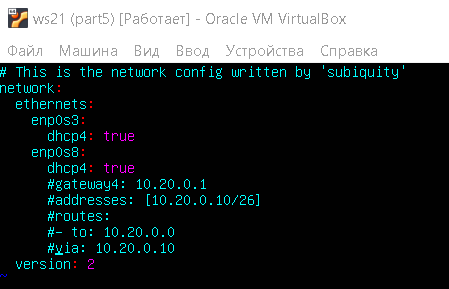 ws21 (part5) [Работает] - Oracle VM VirtualBox
Файл Машина Вид Ввод Устройства Справка
# This is the network config written by 'subiquity'
network:
  ethernets:
    enp0s3:
      dhcp4: true
    enp0s8:
      dhcp4: true
      #gateway4: 10.20.0.1
      #addresses: [10.20.0.10/26]
      #routes:
      #- to: 10.20.0.0
      #via: 10.20.0.10
  version: 2
~